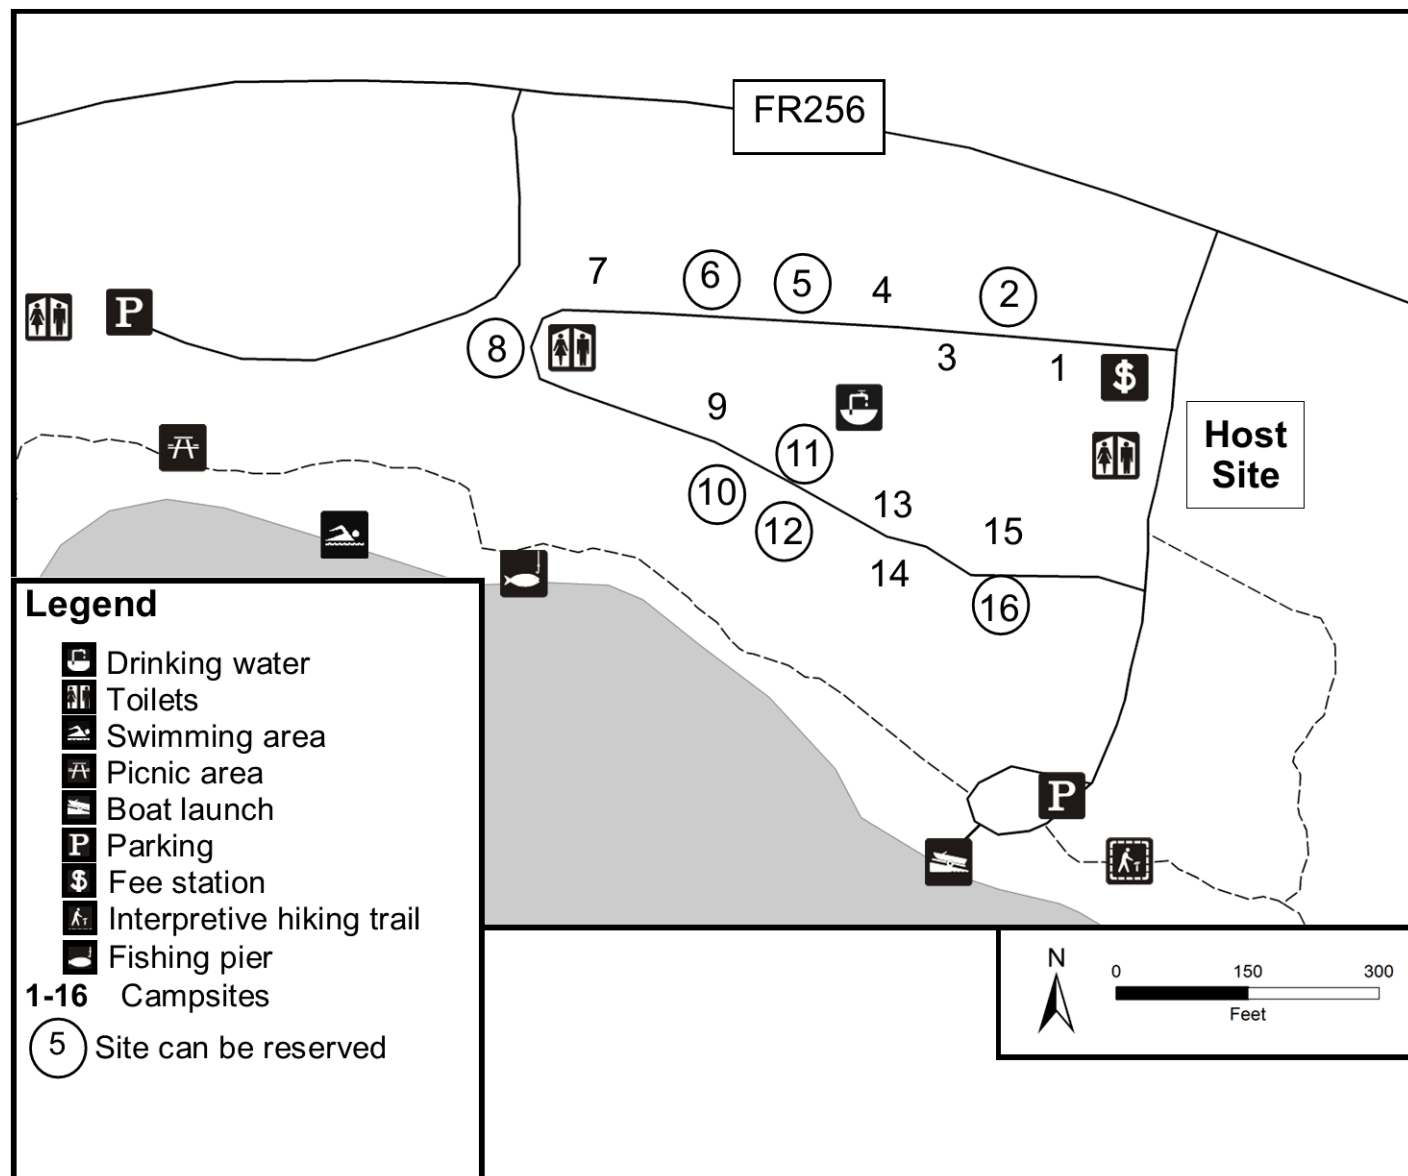 FR256
7
6
5
4
2
P
8
3
1
$
9
Host
Site
11
10
12
13
15
14
16
P
Legend
Drinking water
Toilets
Swimming area
Picnic area
Boat launch
P Parking
$ Fee station
Interpretive hiking trail
Fishing pier
1-16 Campsites
5 Site can be reserved
N
0 150 300
Feet